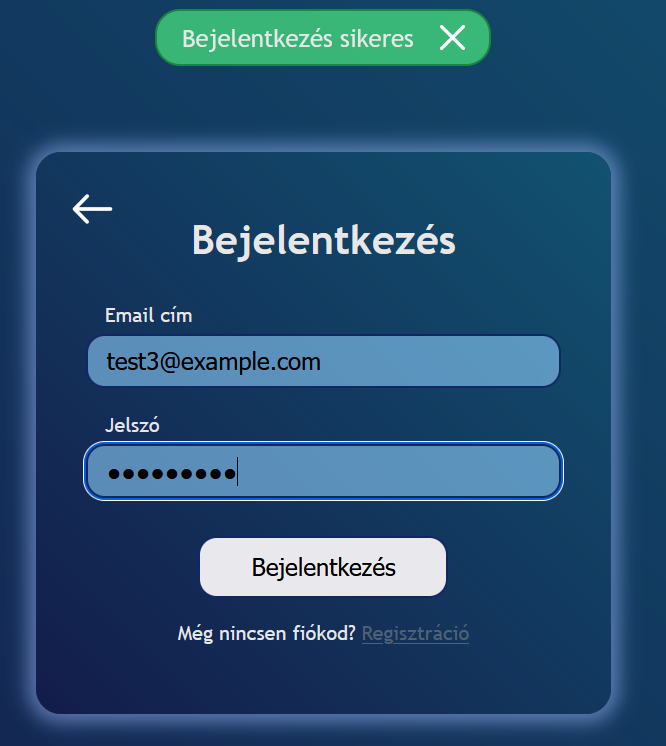 Bejelentkezés sikeres
Bejelentkezés
Email cím
test3@example.com
Jelszó
●●●●●●●●●
Bejelentkezés
Még nincsen fiókod? Regisztráció